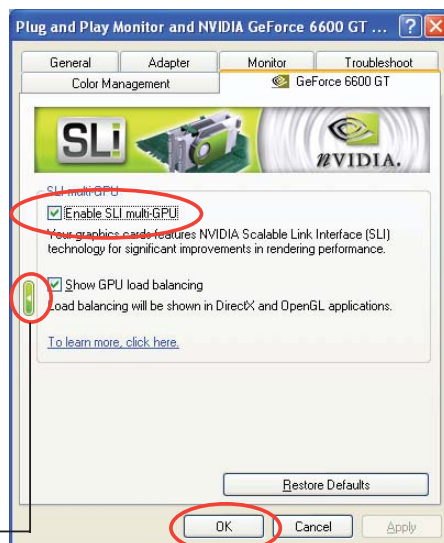 Plug and Play Monitor and NVIDIA GeForce 6600 GT ...
General Adapter Monitor Troubleshoot
Color Management GeForce 6600 GT
SLi NVIDIA.
SLI multi-GPU
Enable SLI multi-GPU
Your graphics cards features NVIDIA Scalable Link Interface (SLI)
technology for significant improvements in rendering performance.
Show GPU load balancing
Load balancing will be shown in DirectX and OpenGL applications.
To learn more, click here.
Restore Defaults
OK Cancel Apply